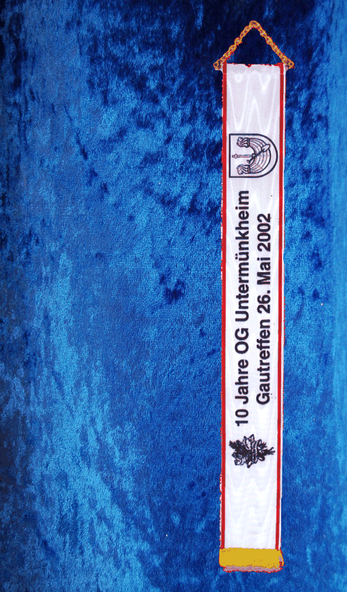 10 Jahre OG Untermünkheim
Gautreffen 26. Mai 2002